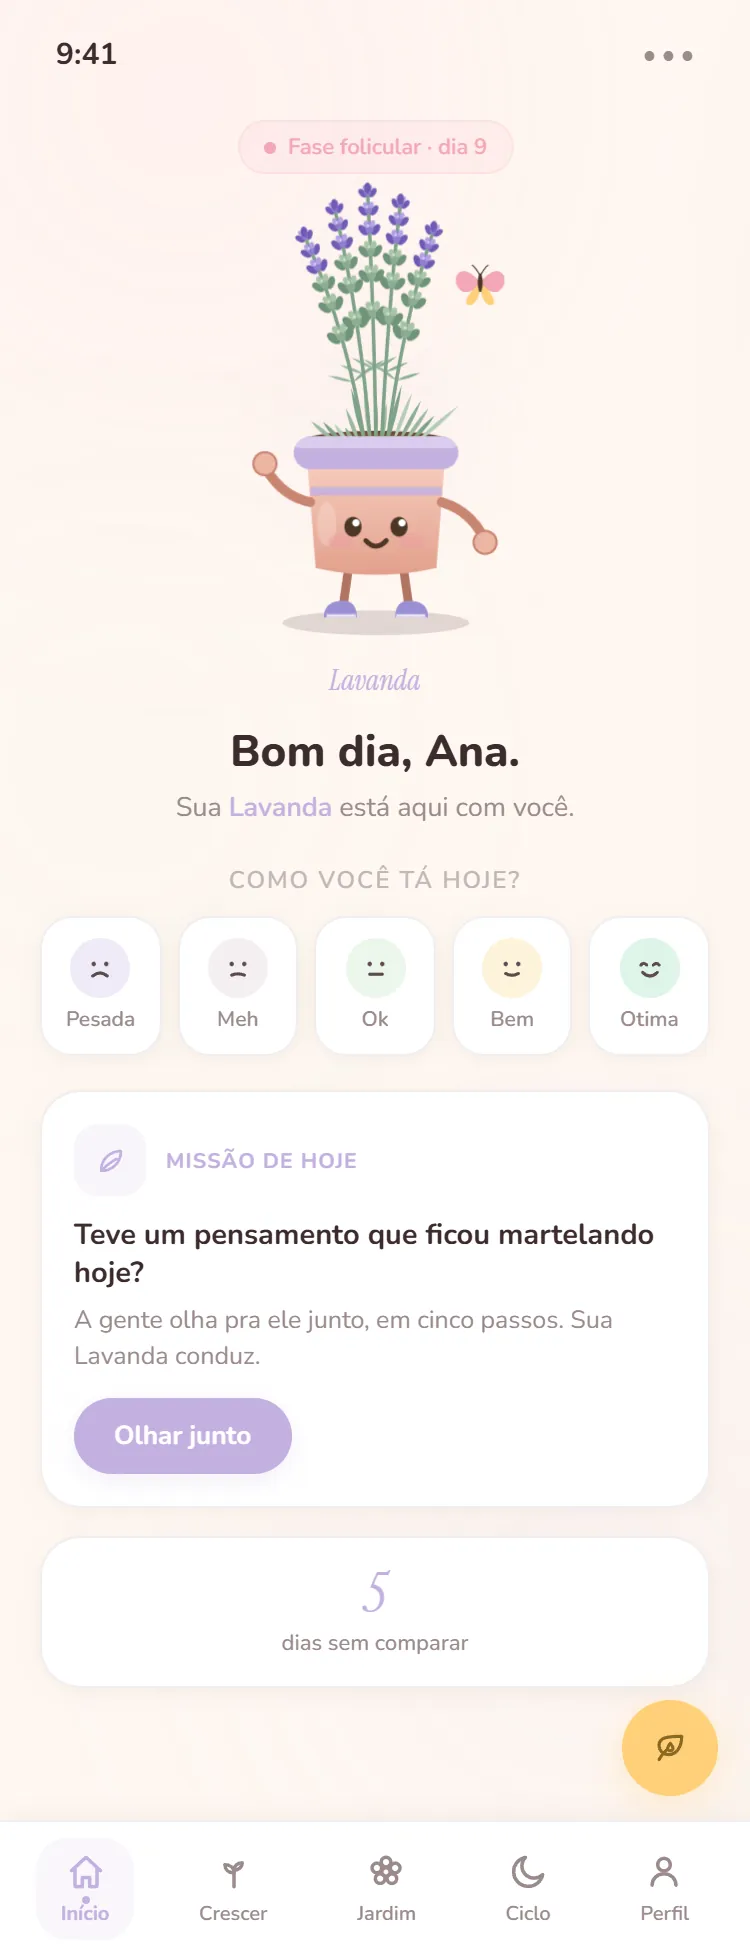 9:41
Fase folicular · dia 9
Lavanda
Bom dia, Ana.
Sua Lavanda está aqui com você.
COMO VOCÊ TÁ HOJE?
Pesada
Meh
Ok
Bem
Otima
MISSÃO DE HOJE
Teve um pensamento que ficou martelando
hoje?
A gente olha pra ele junto, em cinco passos. Sua
Lavanda conduz.
Olhar junto
5
dias sem comparar
Início
Crescer
Jardim
Ciclo
Perfil